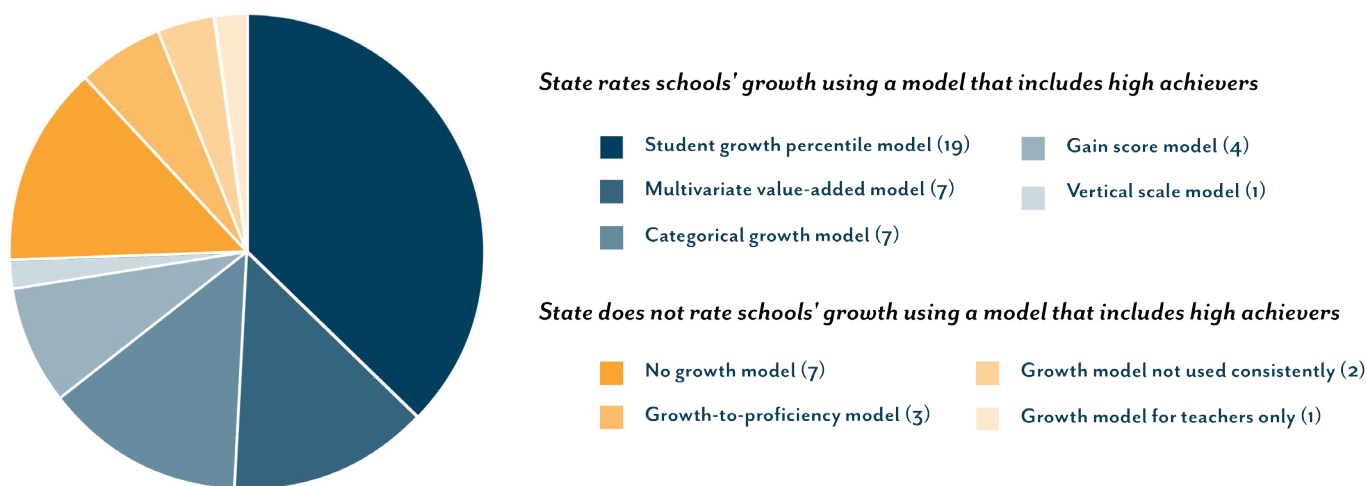 State rates schools' growth using a model that includes high achievers
Student growth percentile model (19)
Multivariate value-added model (7)
Categorical growth model (7)
Gain score model (4)
Vertical scale model (1)
State does not rate schools' growth using a model that includes high achievers
No growth model (7)
Growth-to-proficiency model (3)
Growth model not used consistently (2)
Growth model for teachers only (1)